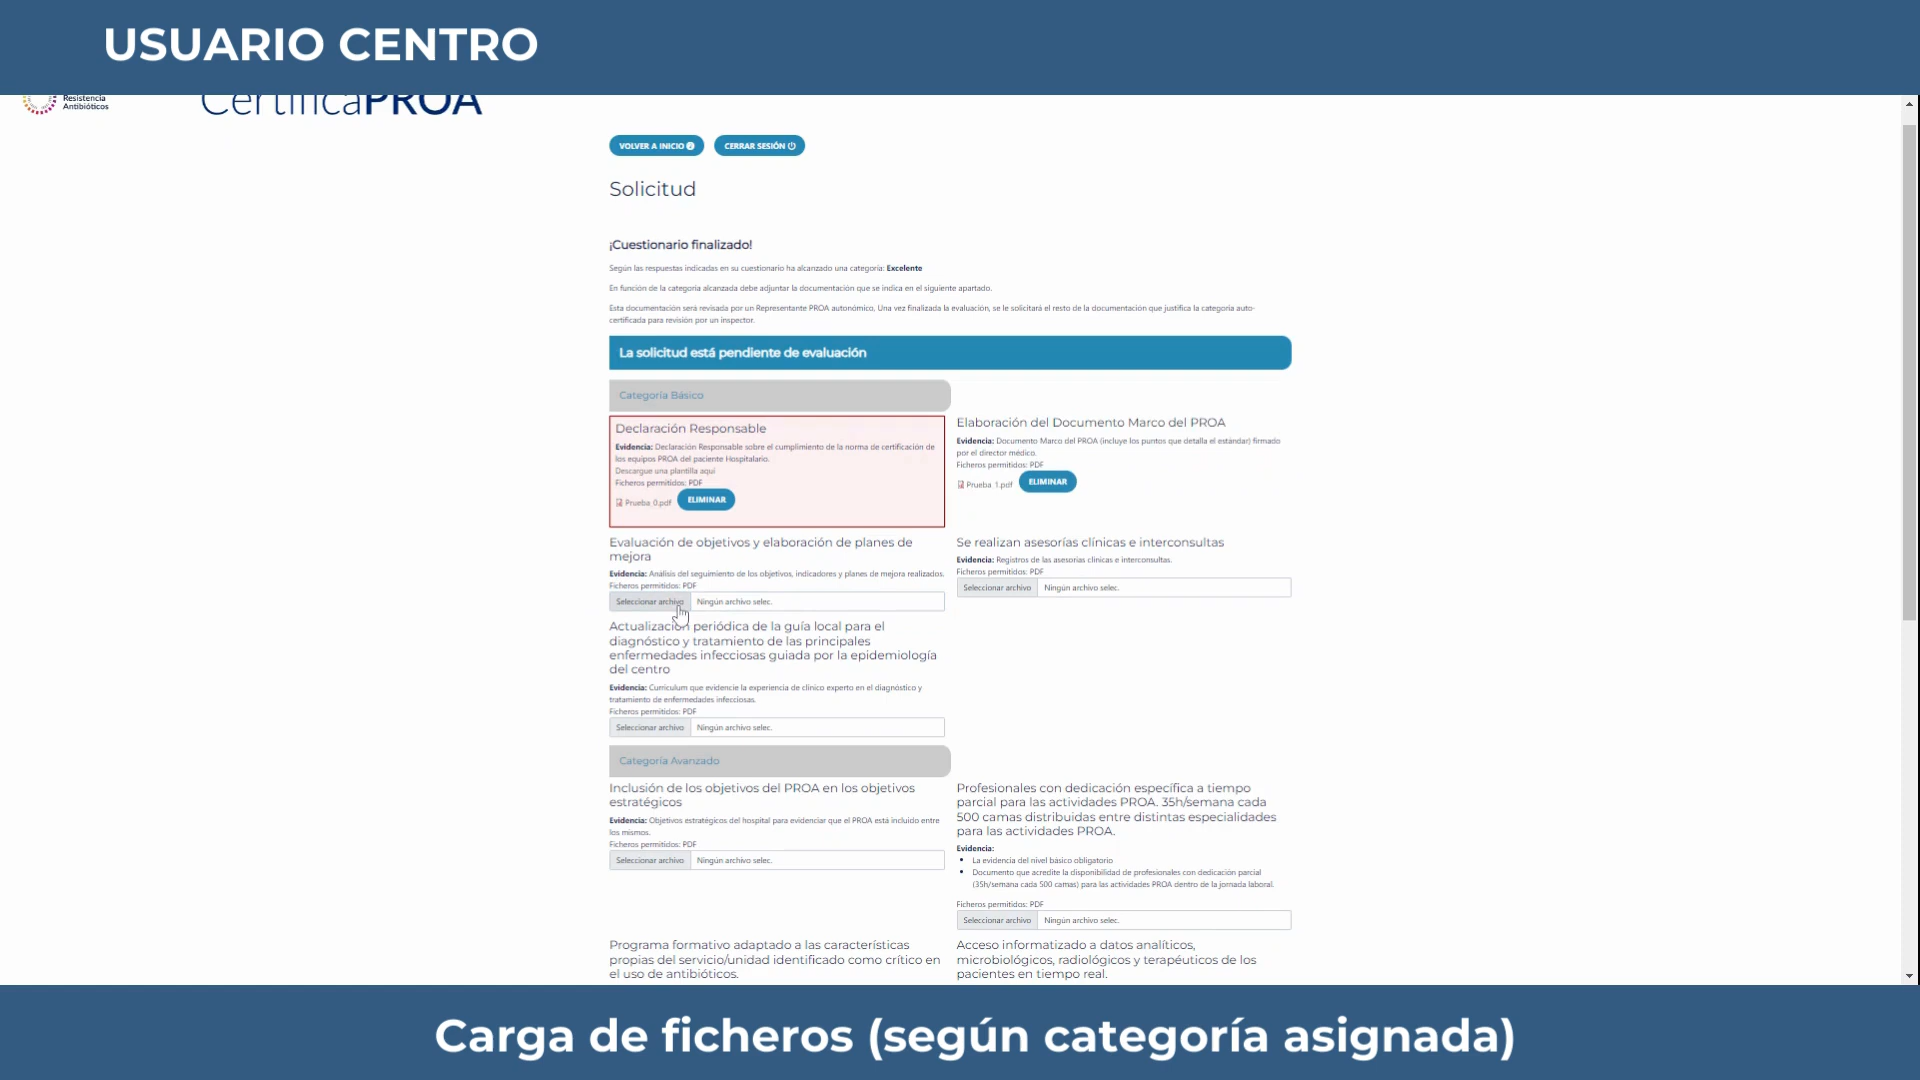 USUARIO CENTRO
Resistencia
Antibióticos
CertificaPROA
VOLVER A INICIO
CERRAR SESIÓN
Solicitud
¡Cuestionario finalizado!
Según las respuestas indicadas en su cuestionario ha alcanzado una categoría: Excelente
En función de la categoría alcanzada debe adjuntar la documentación que se indica en el siguiente apartado.
Esta documentación será revisada por un Representante PROA autonómico. Una vez finalizada la evaluación, se le solicitará el resto de la documentación que justifica la categoría auto-
certificada para revisión por un inspector.
La solicitud está pendiente de evaluación
Categoría Básico
Declaración Responsable
Evidencia: Declaración Responsable sobre el cumplimiento de la norma de certificación de
los equipos PROA del paciente Hospitalario.
Descargue una plantilla aquí
Ficheros permitidos: PDF
Prueba_0.pdf
ELIMINAR
Elaboración del Documento Marco del PROA
Evidencia: Documento Marco del PROA (incluye los puntos que detalla el estándar) firmado
por el director médico.
Ficheros permitidos: PDF
Prueba_1.pdf
ELIMINAR
Evaluación de objetivos y elaboración de planes de
mejora
Evidencia: Análisis del seguimiento de los objetivos, indicadores y planes de mejora realizados.
Ficheros permitidos: PDF
Seleccionar archivo
Ningún archivo selec.
Se realizan asesorías clínicas e interconsultas
Evidencia: Registros de las asesorías clínicas e interconsultas.
Ficheros permitidos: PDF
Seleccionar archivo
Ningún archivo selec.
Actualización periódica de la guía local para el
diagnóstico y tratamiento de las principales
enfermedades infecciosas guiada por la epidemiología
del centro
Evidencia: Curriculum que evidencie la experiencia de clínico experto en el diagnóstico y
tratamiento de enfermedades infecciosas.
Ficheros permitidos: PDF
Seleccionar archivo
Ningún archivo selec.
Categoría Avanzado
Inclusión de los objetivos del PROA en los objetivos
estratégicos
Evidencia: Objetivos estratégicos del hospital para evidenciar que el PROA está incluido entre
los mismos.
Ficheros permitidos: PDF
Seleccionar archivo
Ningún archivo selec.
Profesionales con dedicación específica a tiempo
parcial para las actividades PROA. 35h/semana cada
500 camas distribuidas entre distintas especialidades
para las actividades PROA.
Evidencia:
La evidencia del nivel básico obligatorio
Documento que acredite la disponibilidad de profesionales con dedicación parcial
(35h/semana cada 500 camas) para las actividades PROA dentro de la jornada laboral.
Ficheros permitidos: PDF
Seleccionar archivo
Ningún archivo selec.
Programa formativo adaptado a las características
propias del servicio/unidad identificado como crítico en
el uso de antibióticos.
Acceso informatizado a datos analíticos,
microbiológicos, radiológicos y terapéuticos de los
pacientes en tiempo real.
Carga de ficheros (según categoría asignada)